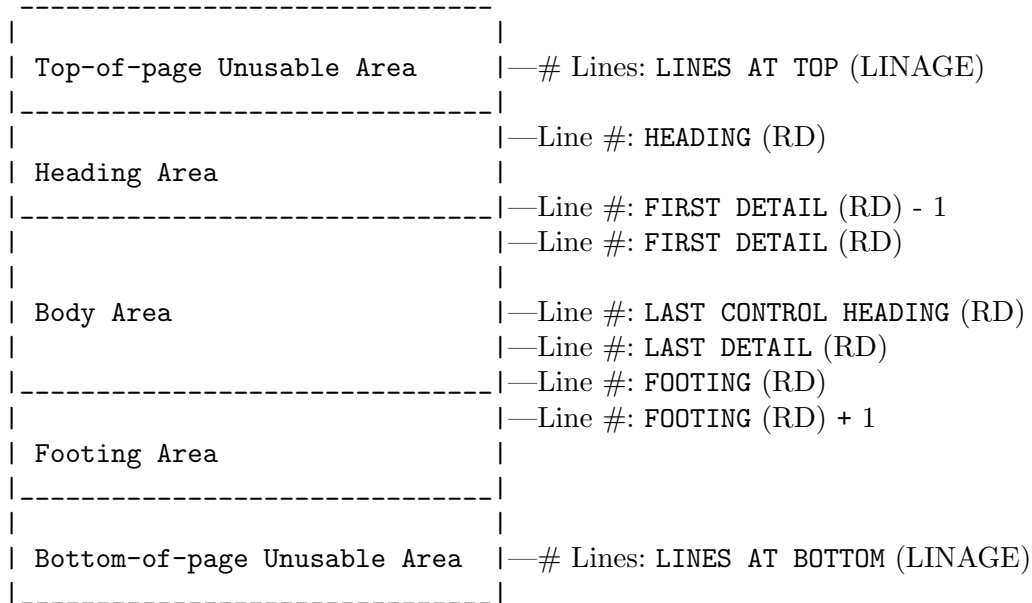 Top-of-page Unusable Area —# Lines: LINES AT TOP (LINAGE)
—Line #: HEADING (RD)
Heading Area
—Line #: FIRST DETAIL (RD) - 1
—Line #: FIRST DETAIL (RD)
Body Area —Line #: LAST CONTROL HEADING (RD)
—Line #: LAST DETAIL (RD)
—Line #: FOOTING (RD)
—Line #: FOOTING (RD) + 1
Footing Area
Bottom-of-page Unusable Area —# Lines: LINES AT BOTTOM (LINAGE)